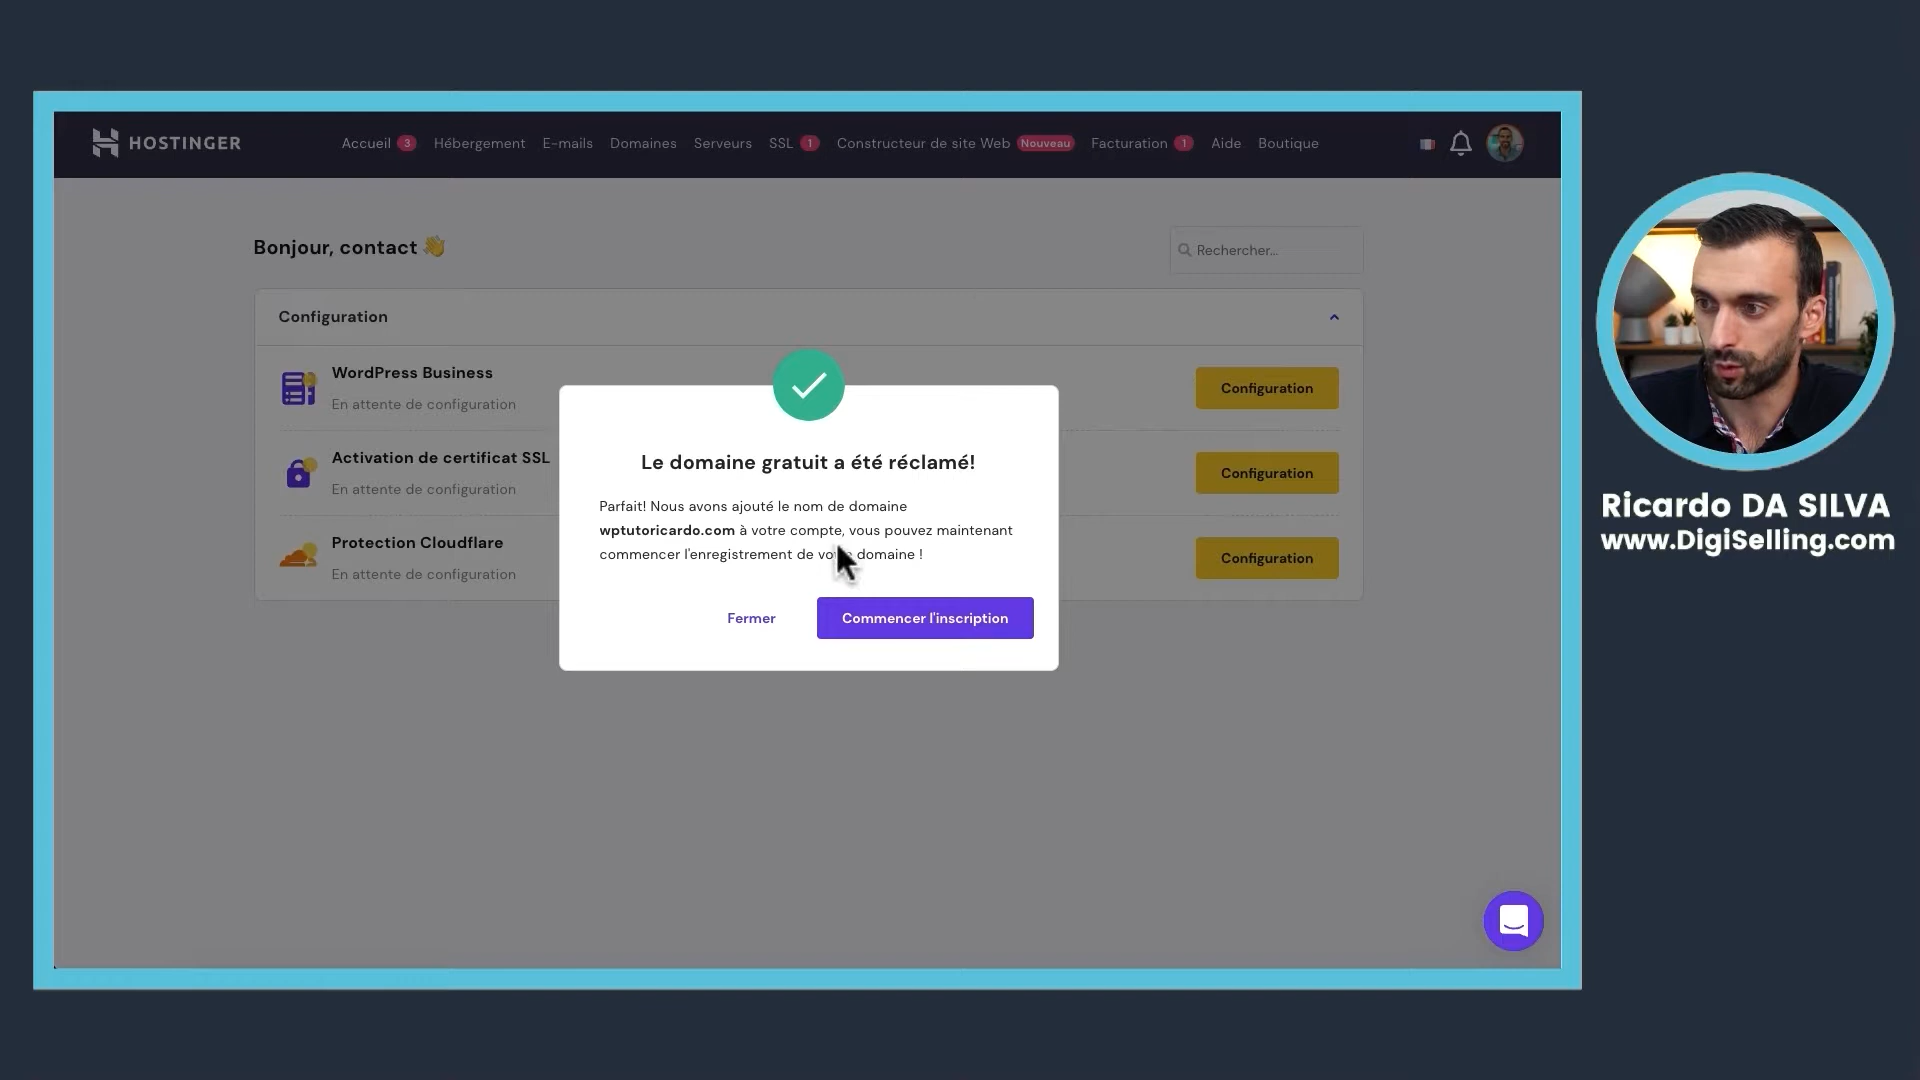 HOSTINGER
Accueil 3 Hébergement E-mails Domaines Serveurs SSL 1 Constructeur de site Web Nouveau Facturation 1 Aide Boutique
Bonjour, contact 👋
Rechercher...
Configuration
WordPress Business
En attente de configuration
Configuration
Activation de certificat SSL
En attente de configuration
Configuration
Protection Cloudflare
En attente de configuration
Configuration
Le domaine gratuit a été réclamé!
Parfait! Nous avons ajouté le nom de domaine
wptutoricardo.com à votre compte, vous pouvez maintenant
commencer l'enregistrement de votre domaine !
Fermer
Commencer l'inscription
Ricardo DA SILVA
www.DigiSelling.com